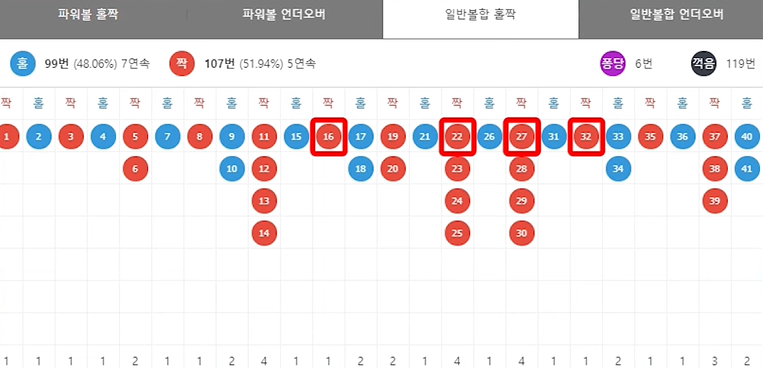 파워볼 홀짝 파워볼 언더오버 일반볼합 홀짝 일반볼합 언더오버
홀 99번 (48.06%) 7연속 짝 107번 (51.94%) 5연속 퐁당 6번 꺽음 119번
짝 홀 짝 홀 짝 홀 짝 홀 짝 홀 짝 홀 짝 홀 짝 홀 짝 홀 짝 홀 짝 홀 짝 홀
1 2 3 4 5 7 8 9 11 15 16 17 19 21 22 26 27 31 32 33 35 36 37 40
6 10 12 18 20 23 28 34 38 41
13 24 29 39
14 25 30
1 1 1 1 2 1 1 2 4 1 1 2 2 1 4 1 4 1 1 2 1 1 3 2